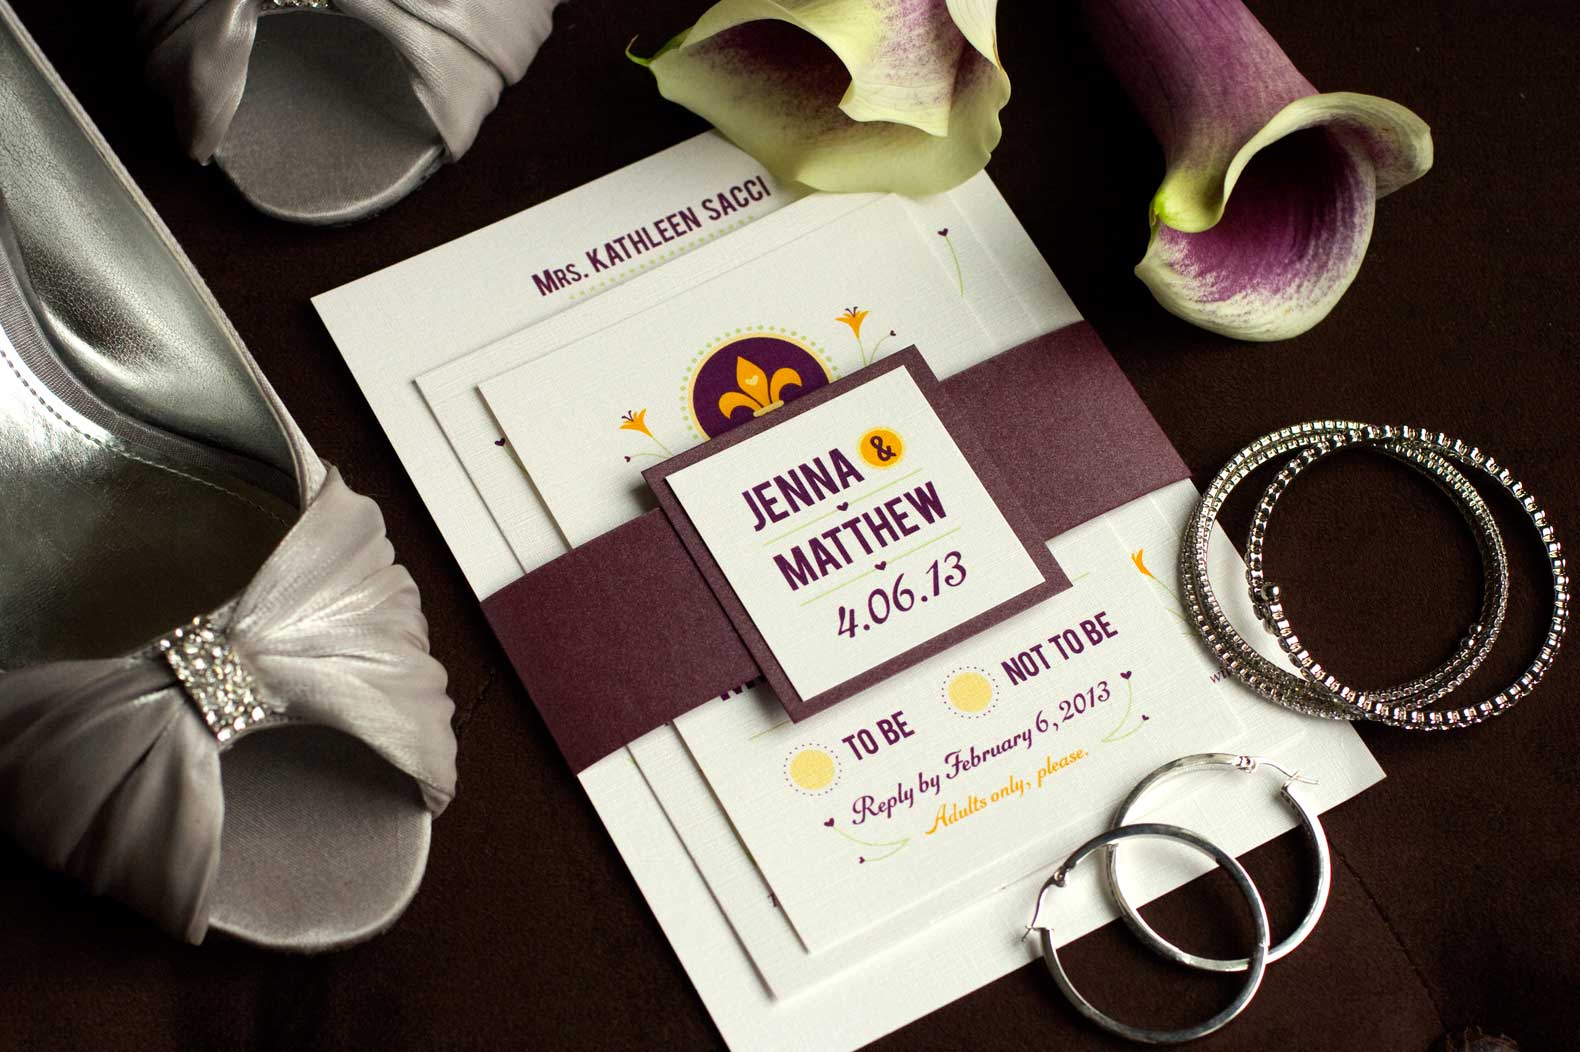 Mrs. KATHLEEN SACCI
JENNA &
MATTHEW
4.06.13
TO BE
NOT TO BE
Reply by February 6, 2013
Adults only, please.